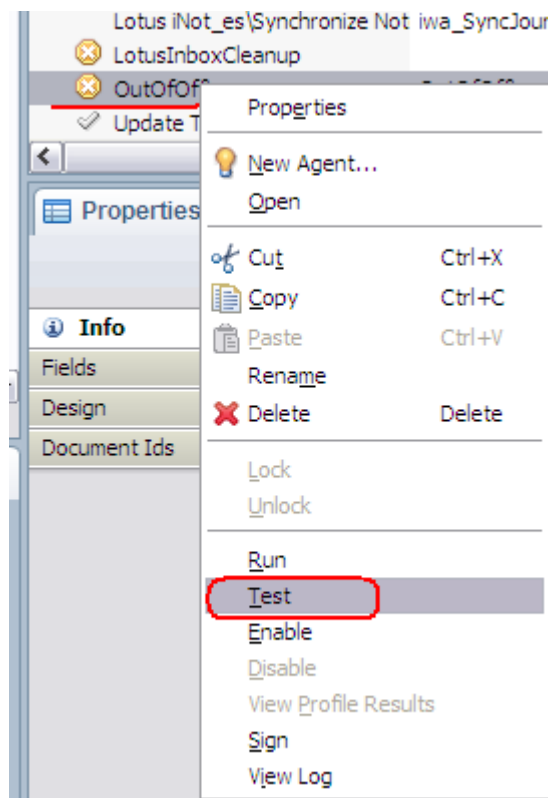 Lotus iNot_es\Synchronize Not iwa_SyncJour
LotusInboxCleanup
OutOfOff
Update T
Properties
New Agent...
Open
Properties
Cut Ctrl+X
Copy Ctrl+C
Info
Paste Ctrl+V
Fields
Rename
Design
Delete Delete
Document Ids
Lock
Unlock
Run
Test
Enable
Disable
View Profile Results
Sign
View Log